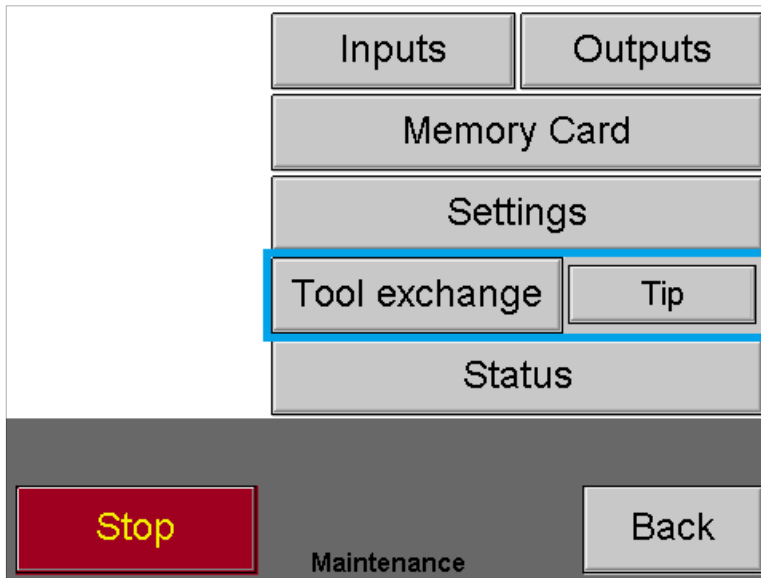 Inputs Outputs
Memory Card
Settings
Tool exchange Tip
Status
Stop Maintenance Back